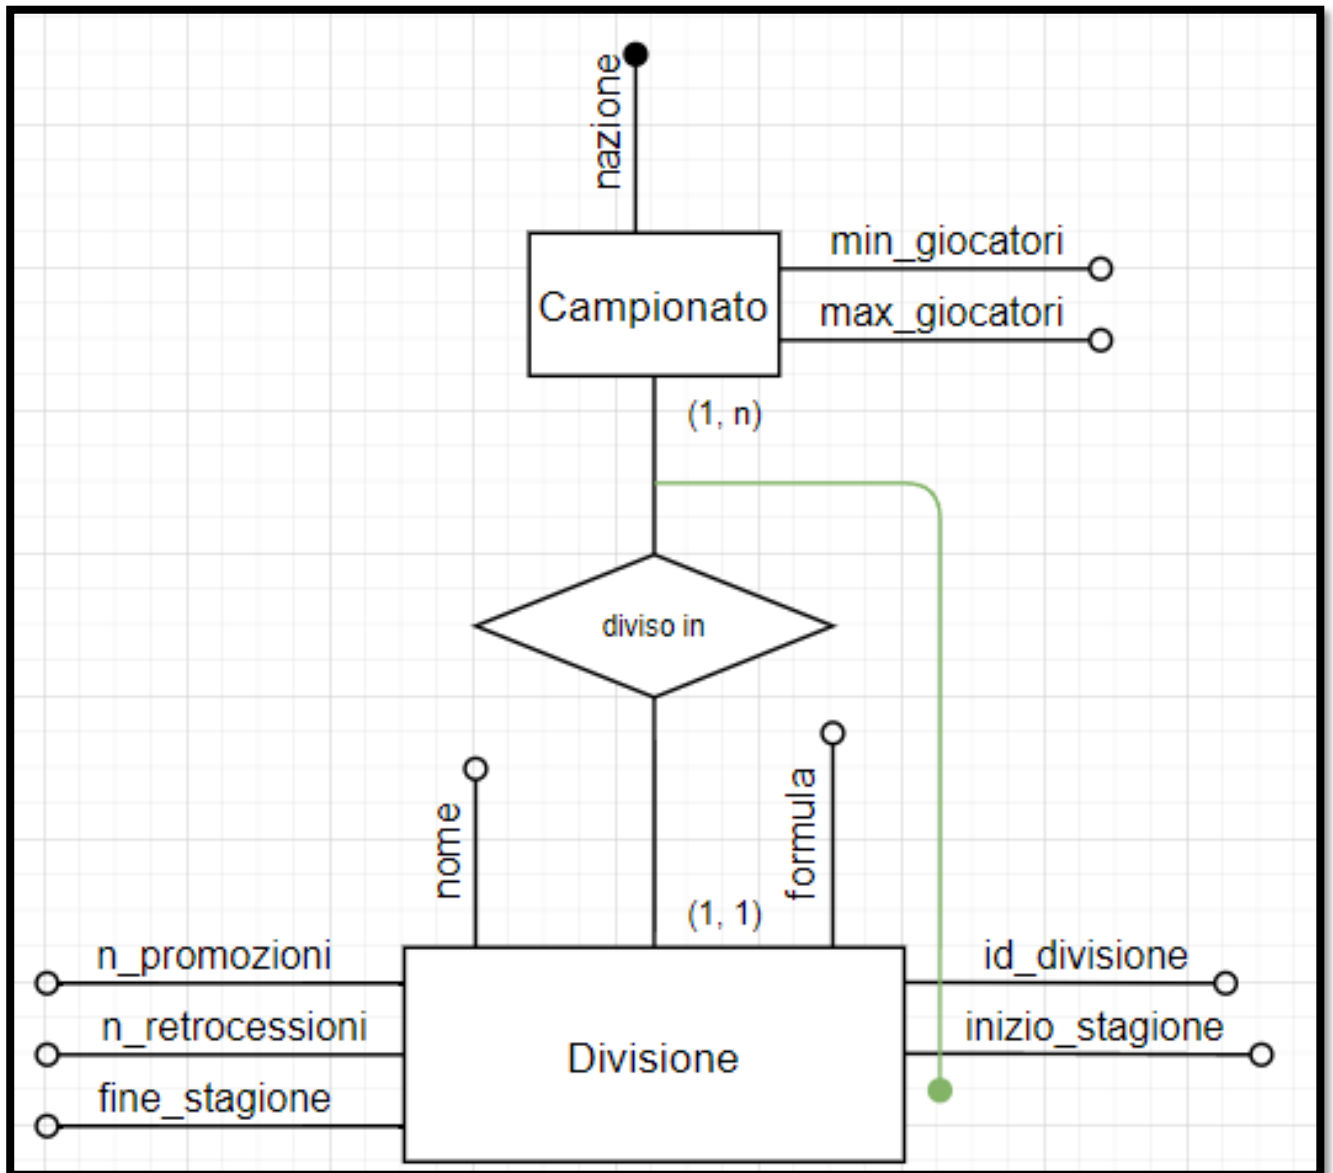 nazione
min_giocatori
Campionato
max_giocatori
(1, n)
diviso in
nome
formula
(1, 1)
n_promozioni
id_divisione
n_retrocessioni
inizio_stagione
Divisione
fine_stagione